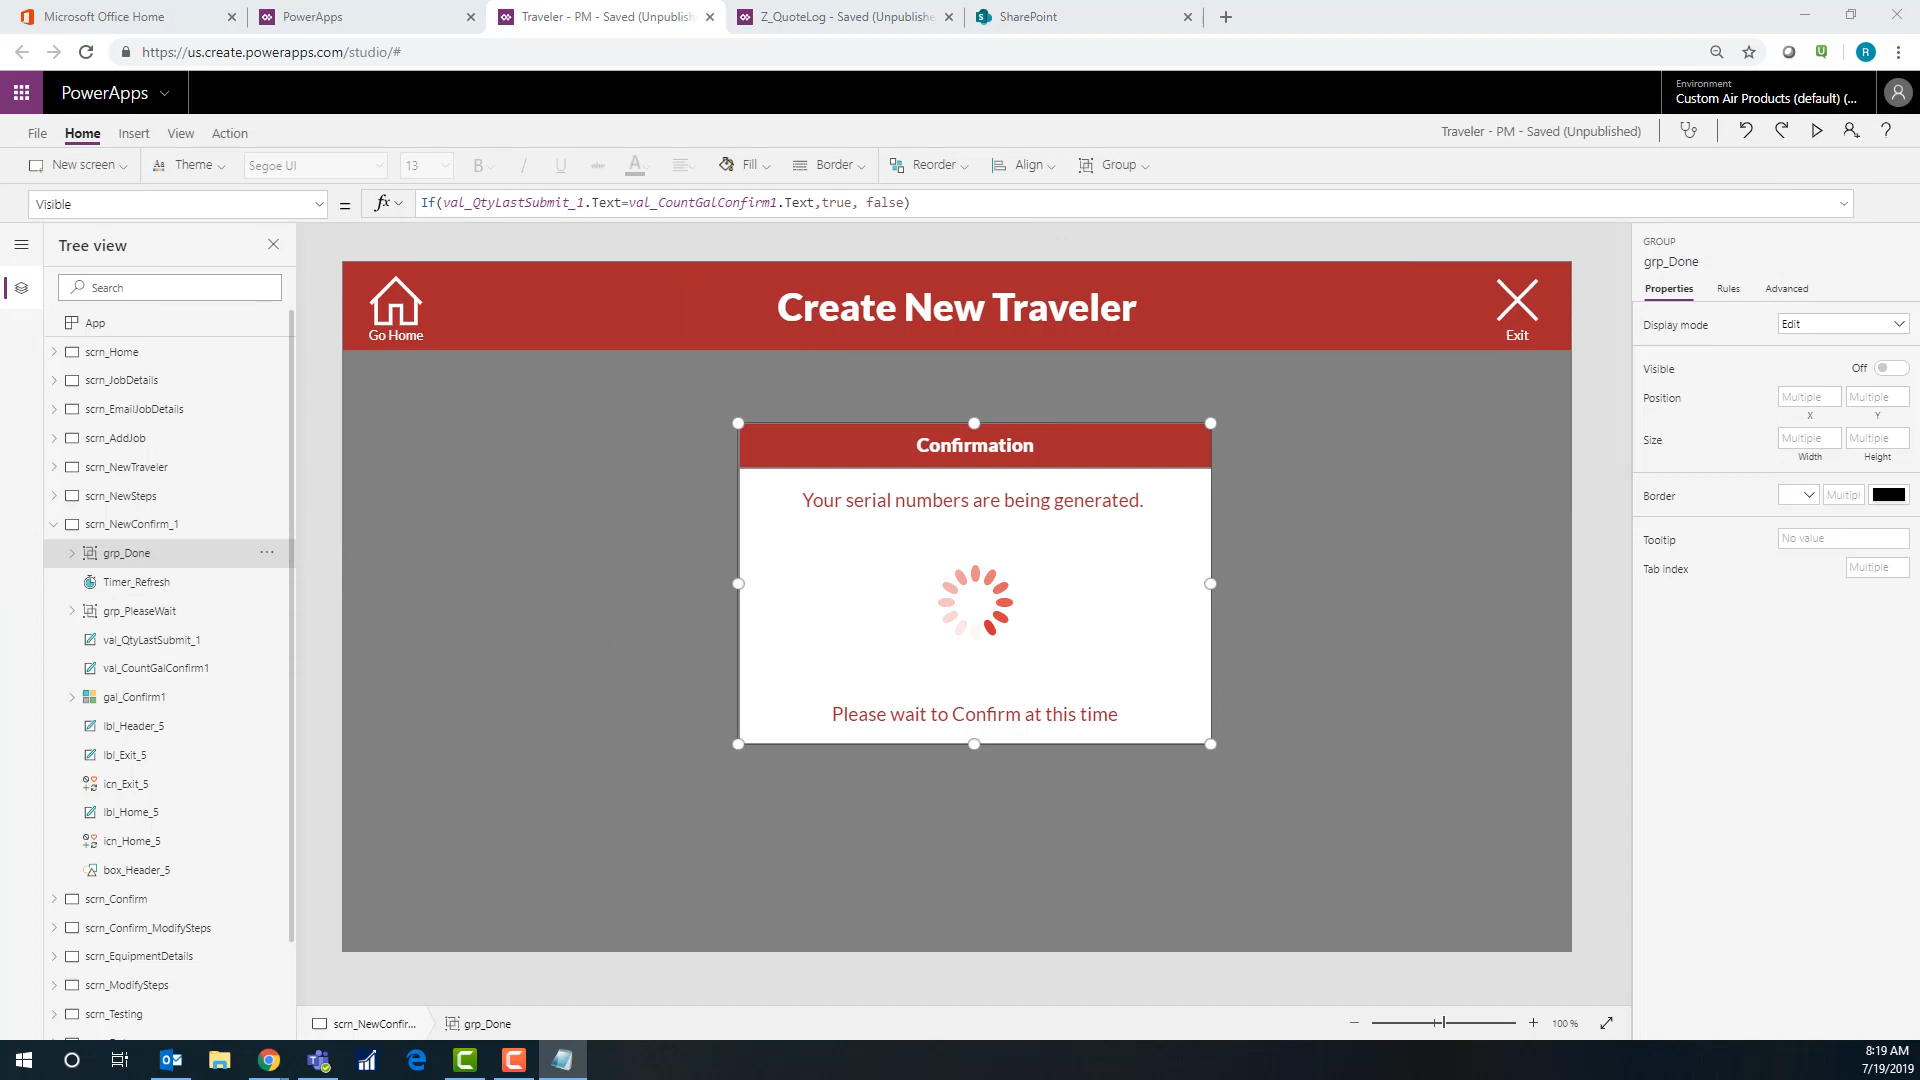 Microsoft Office Home
PowerApps
Traveler - PM - Saved (Unpublish
Z_QuoteLog - Saved (Unpublishe
SharePoint
https://us.create.powerapps.com/studio/#
R
PowerApps
Environment
Custom Air Products (default) (...
File
Home
Insert
View
Action
Traveler - PM - Saved (Unpublished)
?
New screen
Theme
Segoe UI
13
B
/
U
abc
A
Fill
Border
Reorder
Align
Group
Visible
=
fx
If(val_QtyLastSubmit_1.Text=val_CountGalConfirm1.Text,true, false)
Tree view
Search
App
scrn_Home
scrn_JobDetails
scrn_EmailJobDetails
scrn_AddJob
scrn_NewTraveler
scrn_NewSteps
scrn_NewConfirm_1
grp_Done
...
Timer_Refresh
grp_PleaseWait
val_QtyLastSubmit_1
val_CountGalConfirm1
gal_Confirm1
lbl_Header_5
lbl_Exit_5
icn_Exit_5
lbl_Home_5
icn_Home_5
box_Header_5
scrn_Confirm
scrn_Confirm_ModifySteps
scrn_EquipmentDetails
scrn_ModifySteps
scrn_Testing
Go Home
Create New Traveler
Exit
Confirmation
Your serial numbers are being generated.
Please wait to Confirm at this time
GROUP
grp_Done
Properties
Rules
Advanced
Display mode
Edit
Visible
Off
Position
Multiple
Multiple
X
Y
Size
Multiple
Multiple
Width
Height
Border
Multipl
Tooltip
No value
Tab index
Multiple
scrn_NewConfir...
grp_Done
100 %
8:19 AM
7/19/2019